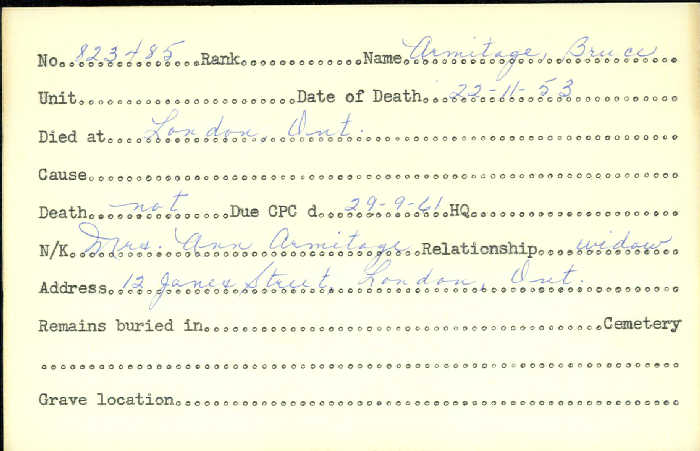 No. 823485 Rank Name Armitage, Bruce
Unit Date of Death 22-11-53
Died at London, Ont.
Cause
Death not Due CPC d. 29-9-61 HQ
N/K Mrs. Ann Armitage Relationship widow
Address 12 Janes Street, London, Ont.
Remains buried in Cemetery
Grave location